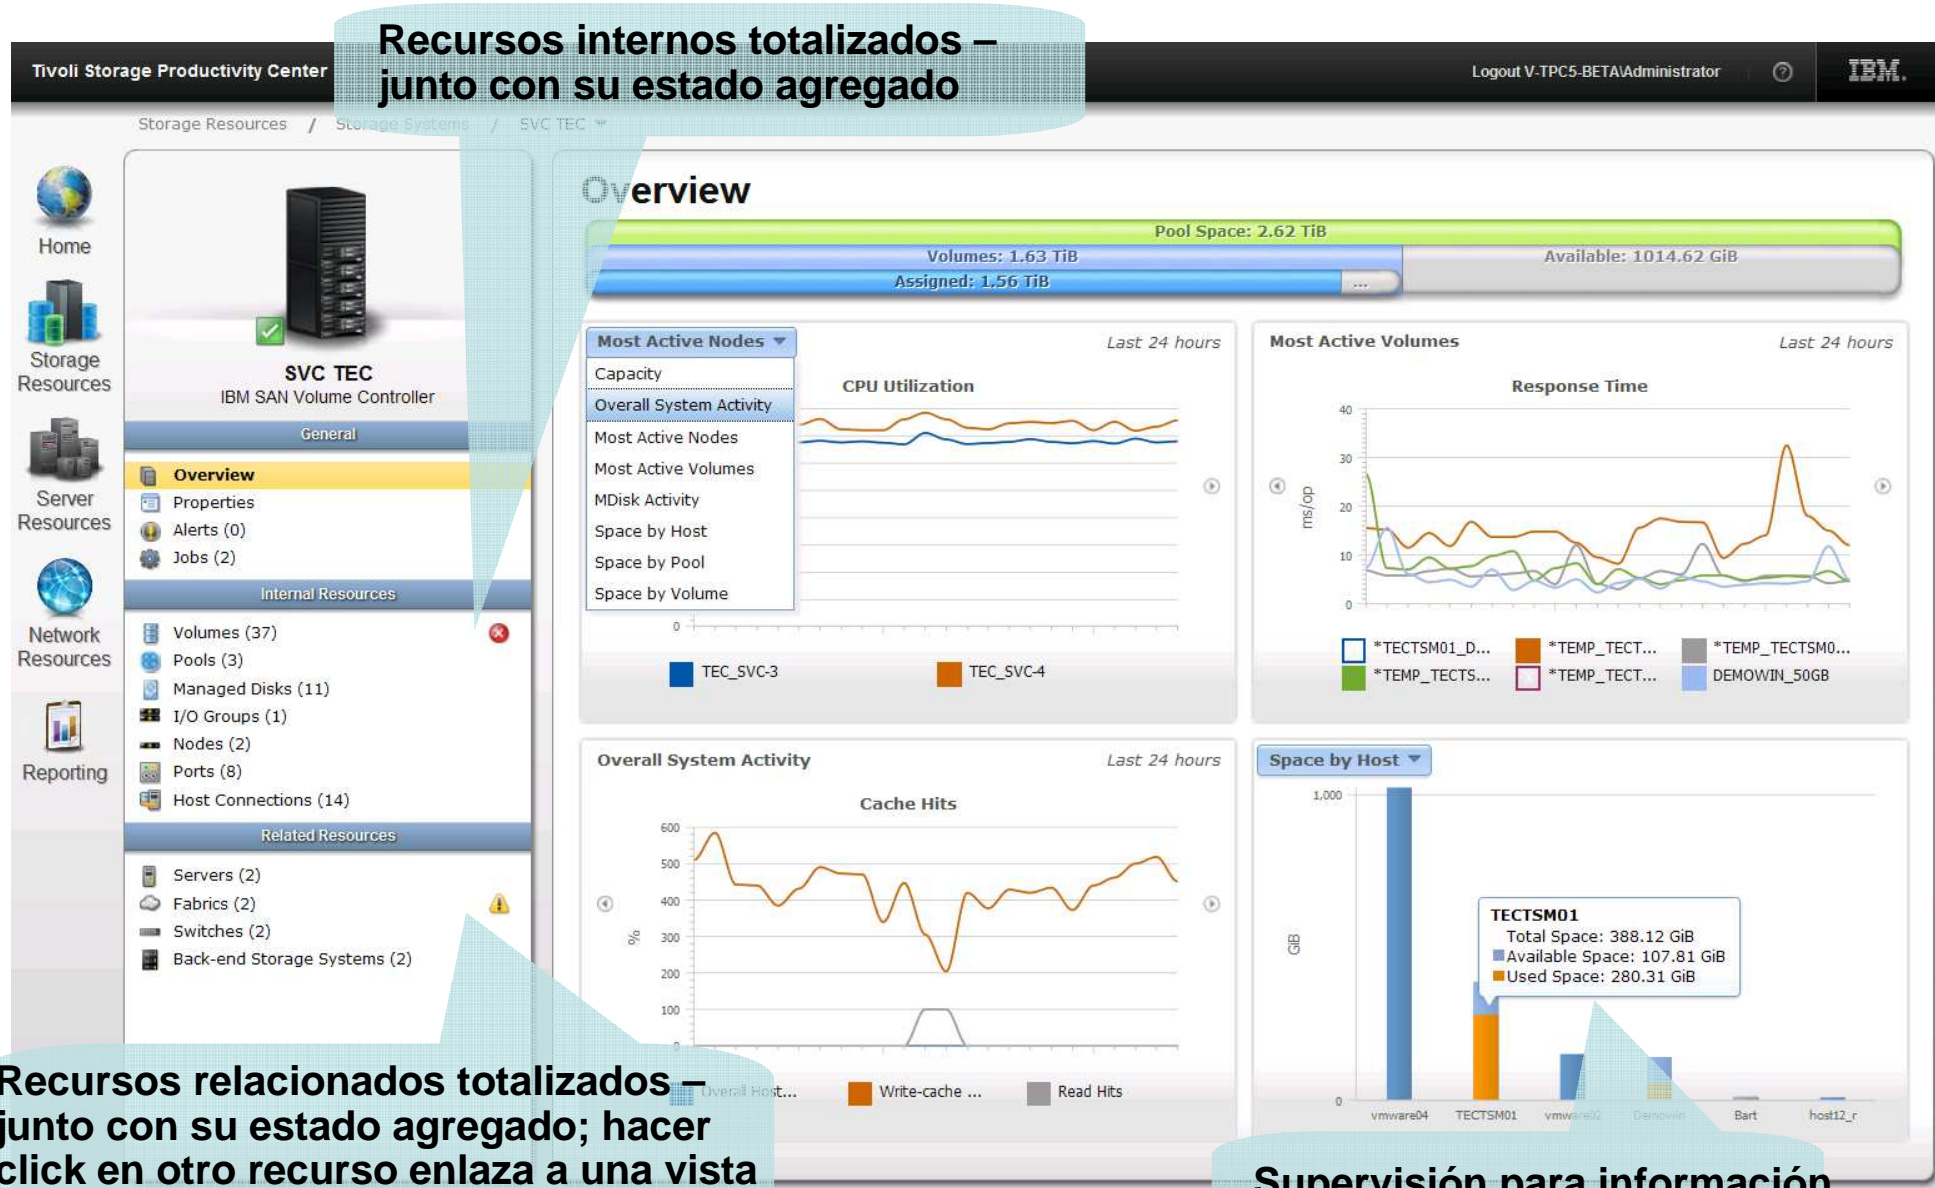 Recursos internos totalizados –
junto con su estado agregado
Tivoli Storage Productivity Center
Logout V-TPC5-BETA\Administrator
?
IBM.
Storage Resources / Storage Systems / SVC TEC
Home
Storage
Resources
Server
Resources
Network
Resources
Reporting
SVC TEC
IBM SAN Volume Controller
General
Overview
Properties
Alerts (0)
Jobs (2)
Internal Resources
Volumes (37)
Pools (3)
Managed Disks (11)
I/O Groups (1)
Nodes (2)
Ports (8)
Host Connections (14)
Related Resources
Servers (2)
Fabrics (2)
Switches (2)
Back-end Storage Systems (2)
Overview
Pool Space: 2.62 TiB
Volumes: 1.63 TiB
Available: 1014.62 GiB
Assigned: 1.56 TiB
...
Most Active Nodes
Last 24 hours
Capacity
Overall System Activity
Most Active Nodes
Most Active Volumes
MDisk Activity
Space by Host
Space by Pool
Space by Volume
CPU Utilization
0
TEC_SVC-3
TEC_SVC-4
Most Active Volumes
Last 24 hours
Response Time
40
30
20
10
0
ms/op
*TECTSM01_D...
*TEMP_TECT...
*TEMP_TECTSM0...
*TEMP_TECTS...
*TEMP_TECT...
DEMOWIN_50GB
Overall System Activity
Last 24 hours
Cache Hits
600
500
400
300
200
100
0
%
Overall Host...
Write-cache ...
Read Hits
Space by Host
1,000
0
GiB
TECTSM01
Total Space: 388.12 GiB
Available Space: 107.81 GiB
Used Space: 280.31 GiB
vmware04
TECTSM01
vmware02
Demowin
Bart
host12_r
Recursos relacionados totalizados –
junto con su estado agregado; hacer
click en otro recurso enlaza a una vista
Supervisión para información